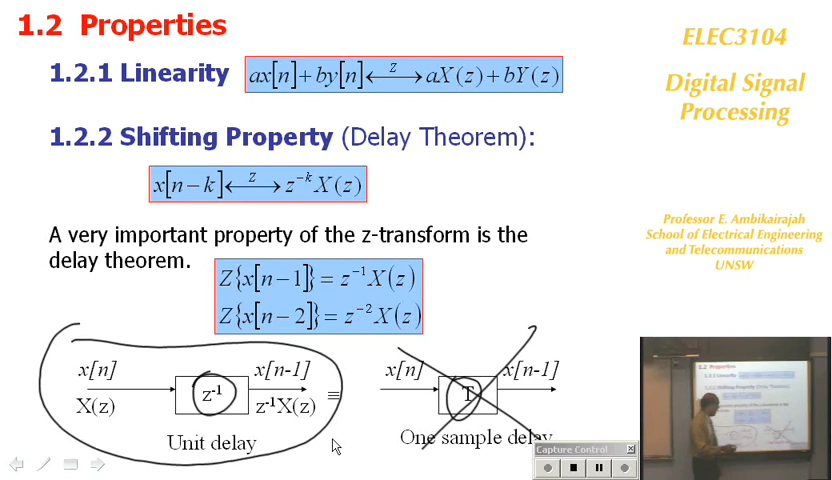 1.2 Properties
1.2.1 Linearity ax[n]+by[n] ⟷z aX(z)+bY(z)
1.2.2 Shifting Property (Delay Theorem):
x[n−k] ⟷z z⁻ᵏ X(z)
A very important property of the z-transform is the
delay theorem.
Z{x[n−1]} = z⁻¹X(z)
Z{x[n−2]} = z⁻²X(z)
x[n] z⁻¹ x[n-1]
X(z) z⁻¹X(z)
Unit delay
≡
x[n] T x[n-1]
One sample delay
ELEC3104
Digital Signal
Processing
Professor E. Ambikairajah
School of Electrical Engineering
and Telecommunications
UNSW
Capture Control